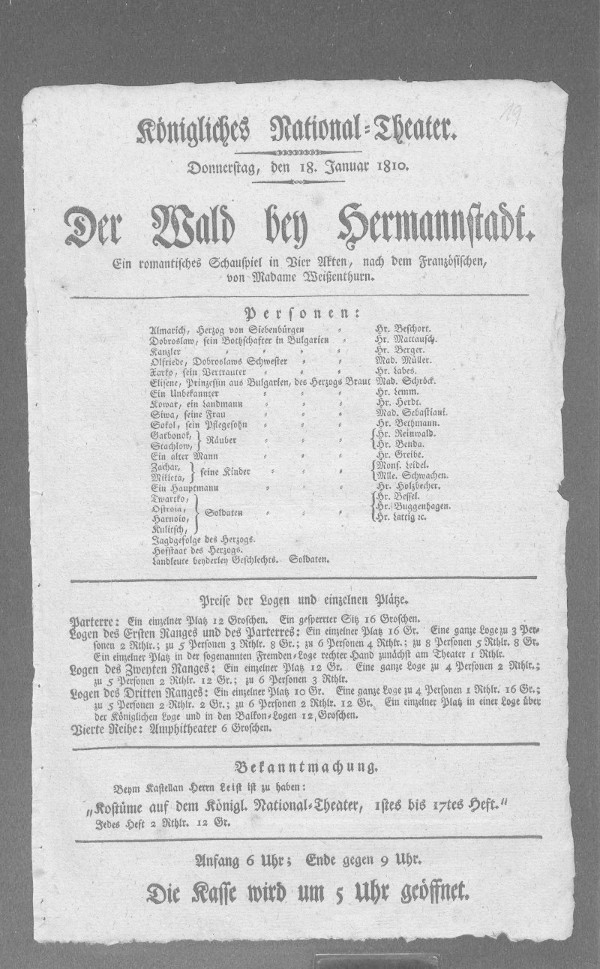 119
Königliches National-Theater.
Donnerstag, den 18. Januar 1810.
Der Wald bey Hermannstadt.
Ein romantisches Schauspiel in Vier Akten, nach dem Französischen,
von Madame Weißenthurn.
Personen:
Almarich, Herzog von Siebenbürgen Hr. Beschort.
Dobroslaw, sein Bothschafter in Bulgarien Hr. Mattausch.
Kanzler Hr. Berger.
Olfriede, Dobroslaws Schwester Mad. Müller.
Farky, sein Vertrauter Hr. Labes.
Elisene, Prinzessin aus Bulgarien, des Herzogs Braut Mad. Schröck.
Ein Unbekannter Hr. Lemm.
Kowar, ein Landmann Hr. Herdt.
Siwa, seine Frau Mad. Sebastiani.
Sokol, sein Pflegesohn Hr. Bethmann.
Garbonok, } Räuber { Hr. Reinwald.
Stachlow, { Hr. Benda.
Ein alter Mann Hr. Greibe.
Zachar, } seine Kinder { Mons. Leidel.
Mikleta, { Mlle. Schwachen.
Ein Hauptmann Hr. Holzbecher.
Twartko, } Soldaten { Hr. Bessel.
Ostroia, Hr. Buggenhagen.
Harnoio, Hr. Lattig ec.
Kulitsch,
Jagdgefolge des Herzogs.
Hofstaat des Herzogs.
Landleute beyderley Geschlechts. Soldaten.
Preise der Logen und einzelnen Plätze.
Parterre: Ein einzelner Platz 12 Groschen. Ein gesperrter Sitz 16 Groschen.
Logen des Ersten Ranges und des Parterres: Ein einzelner Platz 16 Gr. Eine ganze Loge zu 3 Per-
sonen 2 Rthlr.; zu 5 Personen 3 Rthlr. 8 Gr.; zu 6 Personen 4 Rthlr.; zu 8 Personen 5 Rthlr. 8 Gr.
Ein einzelner Platz in der sogenannten Fremden-Loge rechter Hand zunächst am Theater 1 Rthlr.
Logen des Zweyten Ranges: Ein einzelner Platz 12 Gr. Eine ganze Loge zu 4 Personen 2 Rthlr.;
zu 5 Personen 2 Rthlr. 12 Gr.; zu 6 Personen 3 Rthlr.
Logen des Dritten Ranges: Ein einzelner Platz 10 Gr. Eine ganze Loge zu 4 Personen 1 Rthlr. 16 Gr.;
zu 5 Personen 2 Rthlr. 2 Gr.; zu 6 Personen 2 Rthlr. 12 Gr. Ein einzelner Platz in einer Loge über
der Königlichen Loge und in den Balkon-Logen 12 Groschen.
Vierte Reihe: Amphitheater 6 Groschen.
Bekanntmachung.
Beym Kastellan Herrn Leist ist zu haben:
„Kostüme auf dem Königl. National-Theater, 1stes bis 17tes Heft.“
Jedes Heft 2 Rthlr. 12 Gr.
Anfang 6 Uhr; Ende gegen 9 Uhr.
Die Kasse wird um 5 Uhr geöffnet.